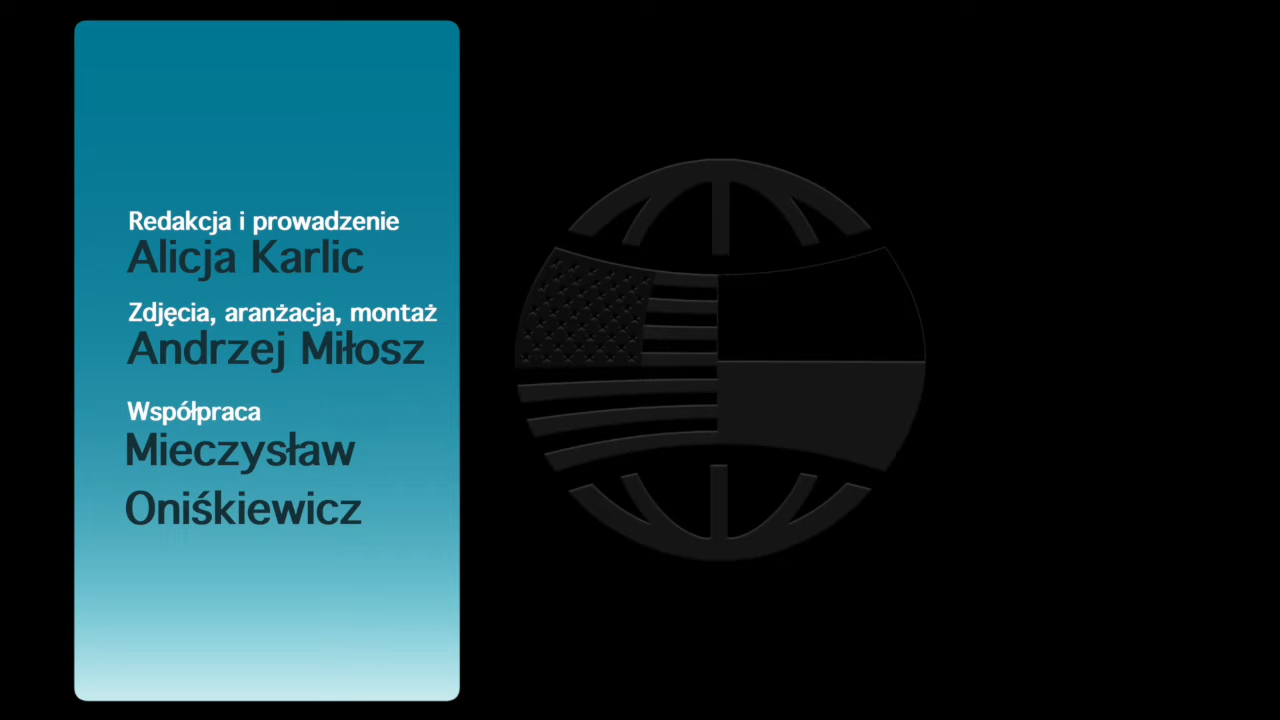 Redakcja i prowadzenie
Alicja Karlic
Zdjęcia, aranżacja, montaż
Andrzej Miłosz
Współpraca
Mieczysław
Oniśkiewicz